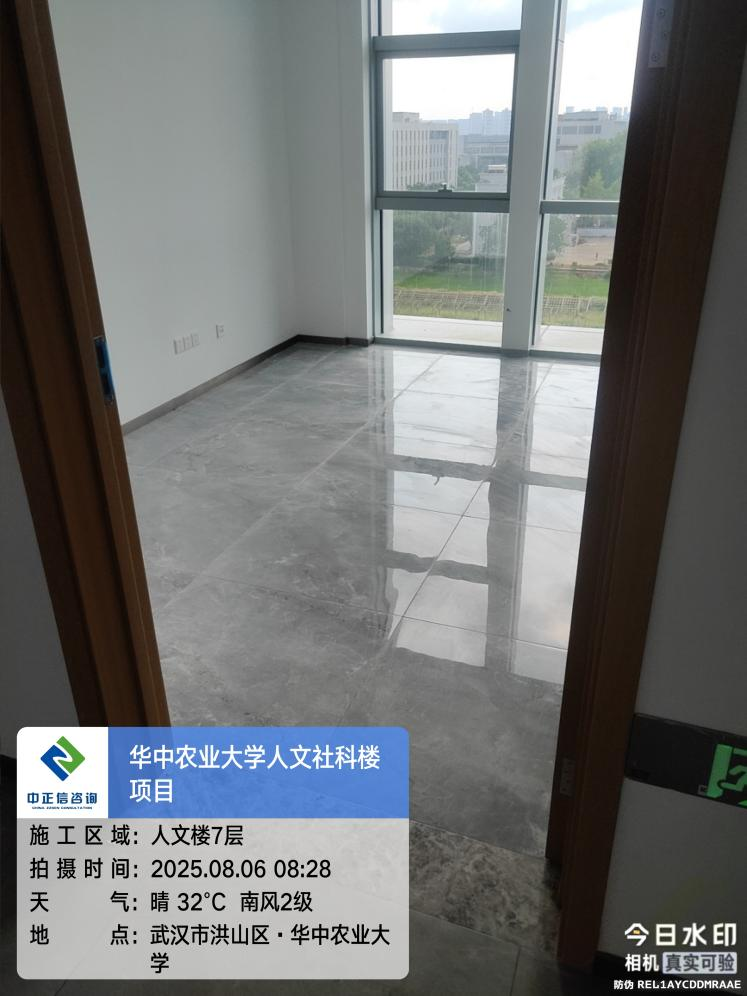 中正信咨询
CHINA ZZXIN CONSULTATION
华中农业大学人文社科楼
项目
施工区域：人文楼7层
拍摄时间：2025.08.06 08:28
天气：晴 32℃ 南风2级
地点：武汉市洪山区·华中农业大
学
今日水印
相机 真实可验
防伪 REL1AYCDDMRAAE